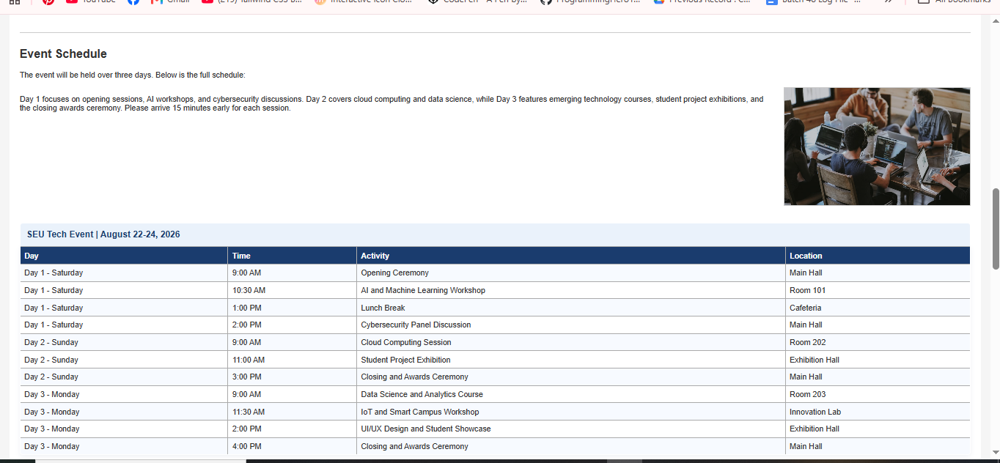 YouTube
Gmail
(219) Tailwind CSS B...
Interactive Icon Clo...
CodePen - A Pen by...
ProgrammingHero1...
Previous Record : C...
Batch 46 Log File -...
All Bookmarks
Event Schedule
The event will be held over three days. Below is the full schedule:
Day 1 focuses on opening sessions, AI workshops, and cybersecurity discussions. Day 2 covers cloud computing and data science, while Day 3 features emerging technology courses, student project exhibitions, and
the closing awards ceremony. Please arrive 15 minutes early for each session.
SEU Tech Event | August 22-24, 2026
Day Time Activity Location
Day 1 - Saturday 9:00 AM Opening Ceremony Main Hall
Day 1 - Saturday 10:30 AM AI and Machine Learning Workshop Room 101
Day 1 - Saturday 1:00 PM Lunch Break Cafeteria
Day 1 - Saturday 2:00 PM Cybersecurity Panel Discussion Main Hall
Day 2 - Sunday 9:00 AM Cloud Computing Session Room 202
Day 2 - Sunday 11:00 AM Student Project Exhibition Exhibition Hall
Day 2 - Sunday 3:00 PM Closing and Awards Ceremony Main Hall
Day 3 - Monday 9:00 AM Data Science and Analytics Course Room 203
Day 3 - Monday 11:30 AM IoT and Smart Campus Workshop Innovation Lab
Day 3 - Monday 2:00 PM UI/UX Design and Student Showcase Exhibition Hall
Day 3 - Monday 4:00 PM Closing and Awards Ceremony Main Hall